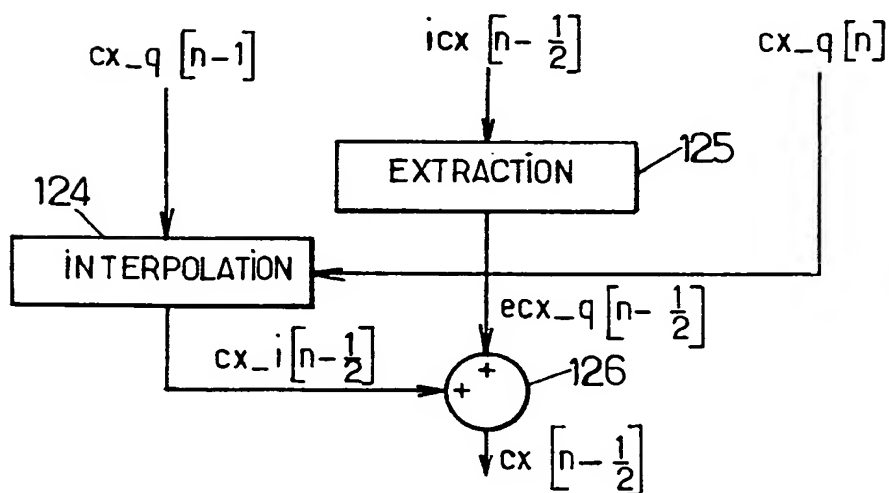 cx_q [n-1]
icx [n- 1/2]
cx_q [n]
EXTRACTION
125
124
INTERPOLATION
ecx_q [n- 1/2]
cx_i [n- 1/2]
+
+
126
cx [n- 1/2]